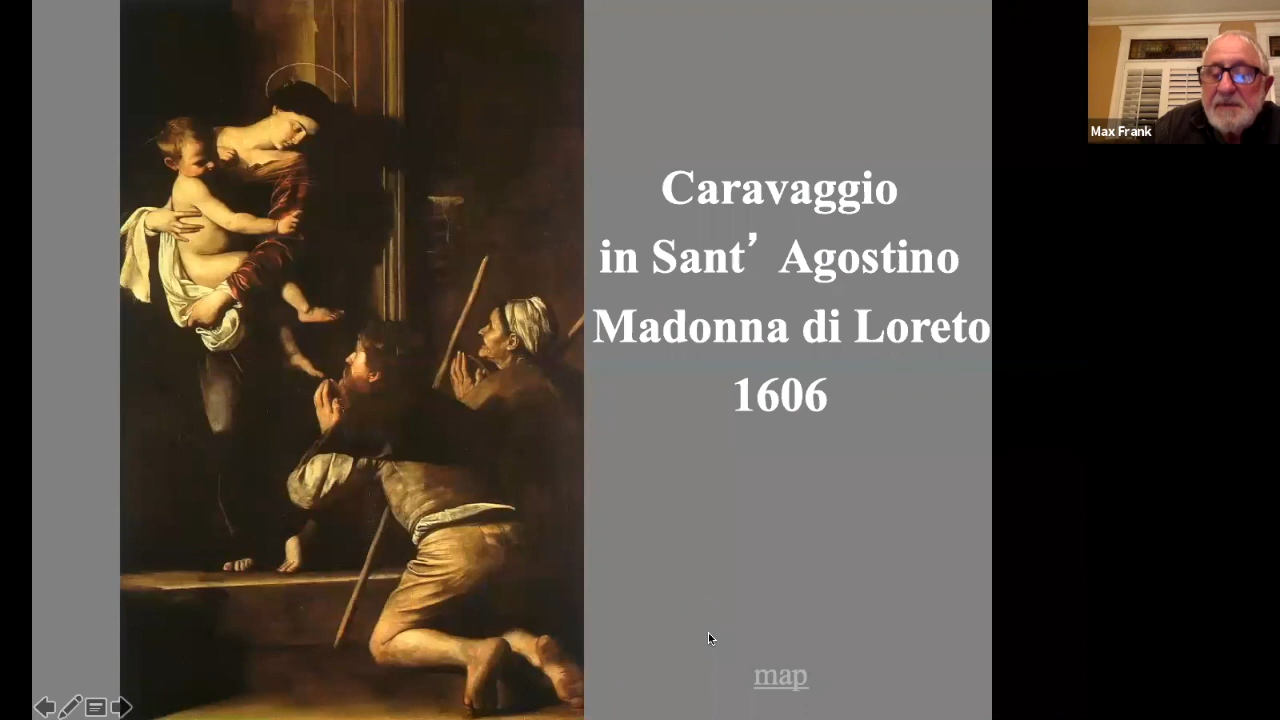 Caravaggio
in Sant’ Agostino
Madonna di Loreto
1606
map
Max Frank